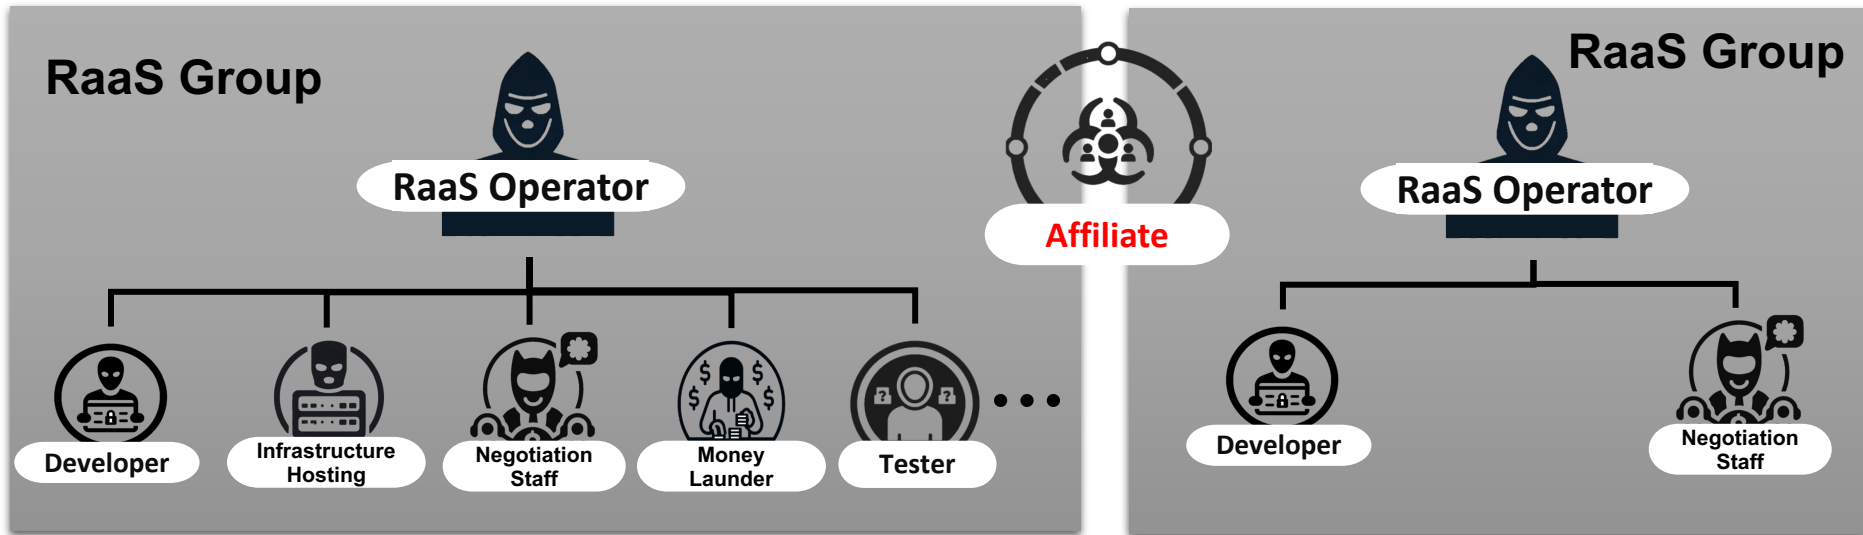 RaaS Group
RaaS Operator
Developer
Infrastructure
Hosting
Negotiation
Staff
Money
Launder
Tester
Affiliate
RaaS Group
RaaS Operator
Developer
Negotiation
Staff